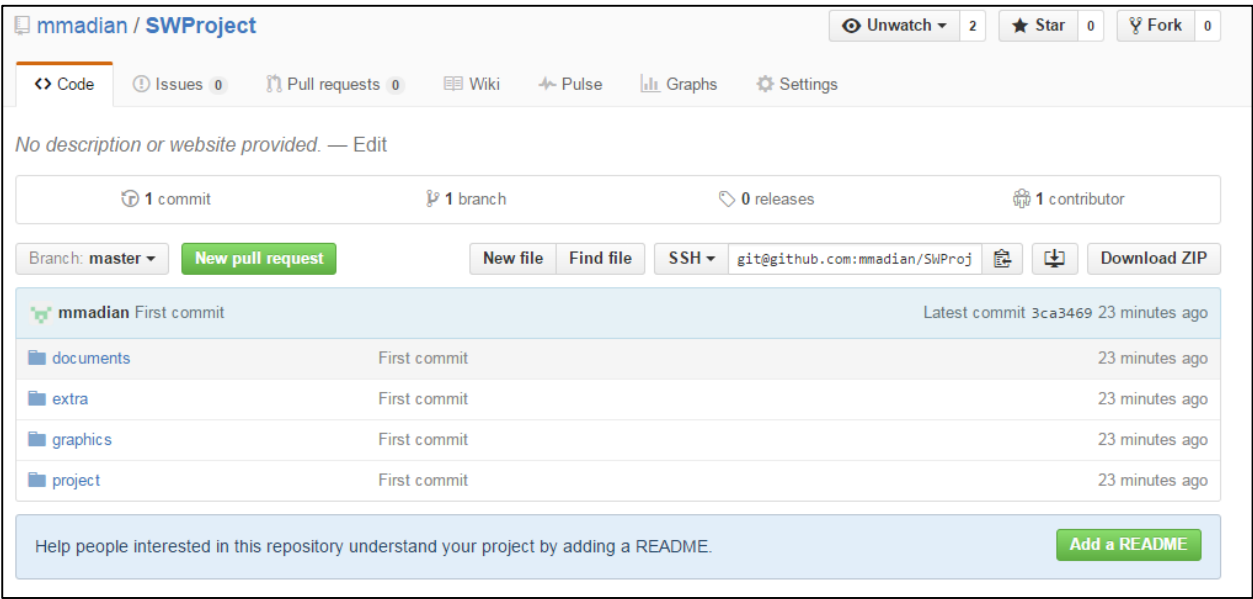 mmadian / SWProject Unwatch 2 Star 0 Fork 0
Code Issues 0 Pull requests 0 Wiki Pulse Graphs Settings
No description or website provided. — Edit
1 commit 1 branch 0 releases 1 contributor
Branch: master New pull request New file Find file SSH git@github.com:mmadian/SWProj Download ZIP
mmadian First commit Latest commit 3ca3469 23 minutes ago
documents First commit 23 minutes ago
extra First commit 23 minutes ago
graphics First commit 23 minutes ago
project First commit 23 minutes ago
Help people interested in this repository understand your project by adding a README. Add a README